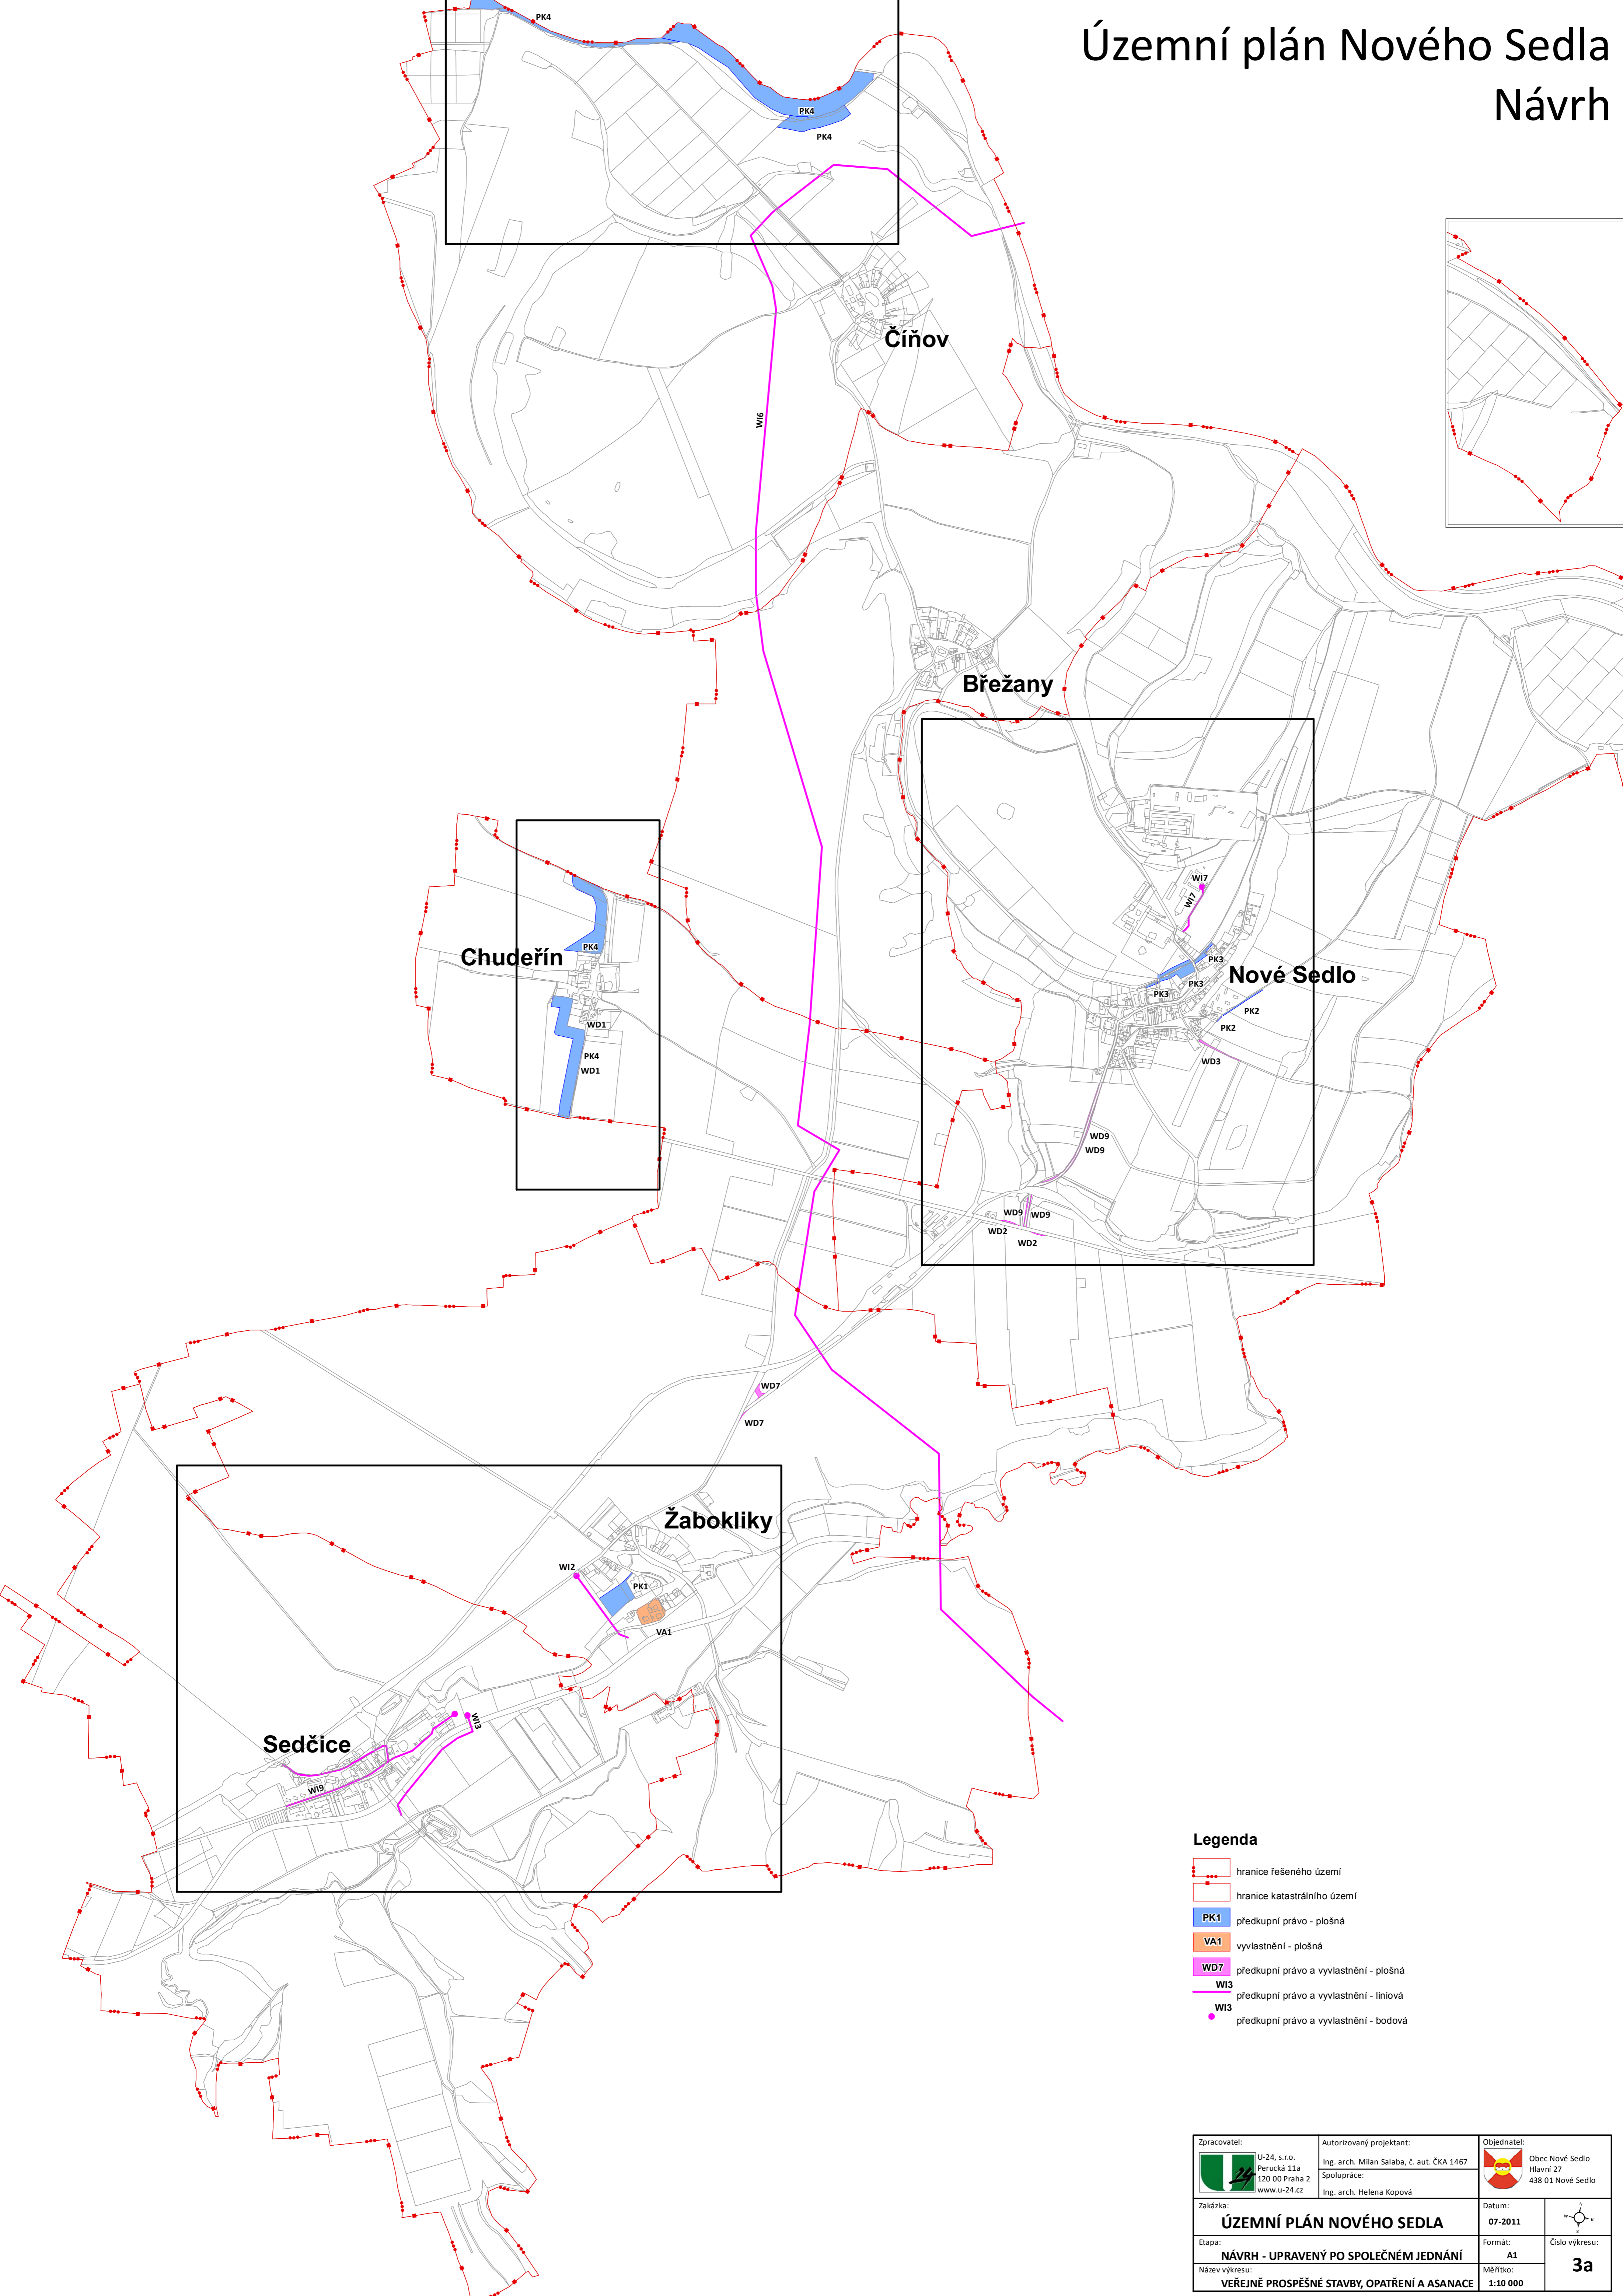 Územní plán Nového Sedla
Návrh
PK4
PK4
PK4
Číňov
WI6
Břežany
WI7
WI7
PK4
Chudeřín
PK3
PK3
PK3
Nové Sedlo
PK2
PK2
WD1
PK4
WD1
WD3
WD9
WD9
WD9
WD9
WD2
WD2
WD7
WD7
Žabokliky
WI2
PK1
VA1
WI3
Sedčice
WI9
Legenda
hranice řešeného území
hranice katastrálního území
PK1 předkupní právo - plošná
VA1 vyvlastnění - plošná
WD7 předkupní právo a vyvlastnění - plošná
WI3 předkupní právo a vyvlastnění - liniová
WI3 předkupní právo a vyvlastnění - bodová
Zpracovatel:
24
U-24, s.r.o.
Perucká 11a
120 00 Praha 2
www.u-24.cz
Autorizovaný projektant:
Ing. arch. Milan Salaba, č. aut. ČKA 1467
Spolupráce:
Ing. arch. Helena Kopová
Objednatel:
Obec Nové Sedlo
Hlavní 27
438 01 Nové Sedlo
Zakázka:
ÚZEMNÍ PLÁN NOVÉHO SEDLA
Datum:
07-2011
N
W E
S
Etapa:
NÁVRH - UPRAVENÝ PO SPOLEČNÉM JEDNÁNÍ
Formát:
A1
Číslo výkresu:
3a
Název výkresu:
VEŘEJNĚ PROSPĚŠNÉ STAVBY, OPATŘENÍ A ASANACE
Měřítko:
1:10 000